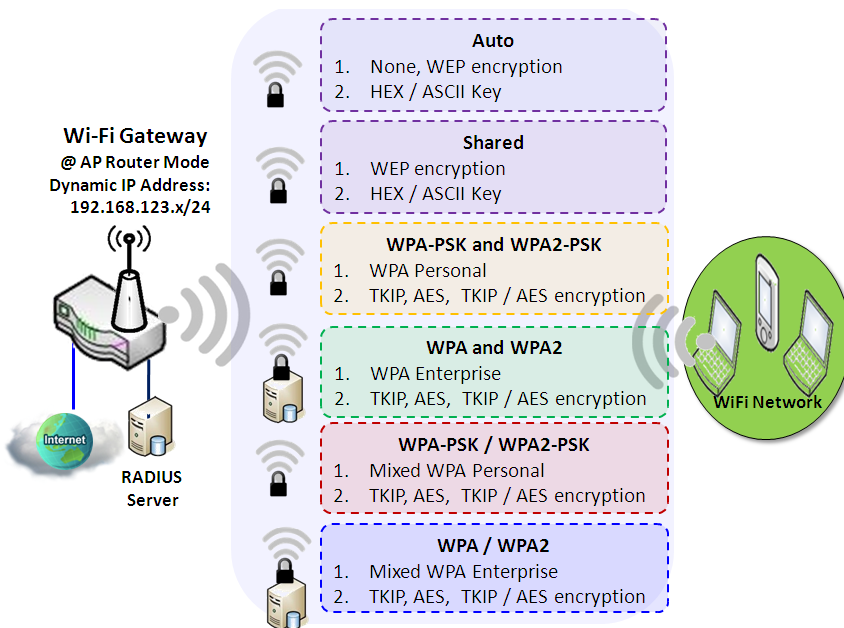 Auto
1. None, WEP encryption
2. HEX / ASCII Key
Wi-Fi Gateway
@ AP Router Mode
Dynamic IP Address:
192.168.123.x/24
Shared
1. WEP encryption
2. HEX / ASCII Key
WPA-PSK and WPA2-PSK
1. WPA Personal
2. TKIP, AES, TKIP / AES encryption
WPA and WPA2
1. WPA Enterprise
2. TKIP, AES, TKIP / AES encryption
WiFi Network
Internet
RADIUS
Server
WPA-PSK / WPA2-PSK
1. Mixed WPA Personal
2. TKIP, AES, TKIP / AES encryption
WPA / WPA2
1. Mixed WPA Enterprise
2. TKIP, AES, TKIP / AES encryption